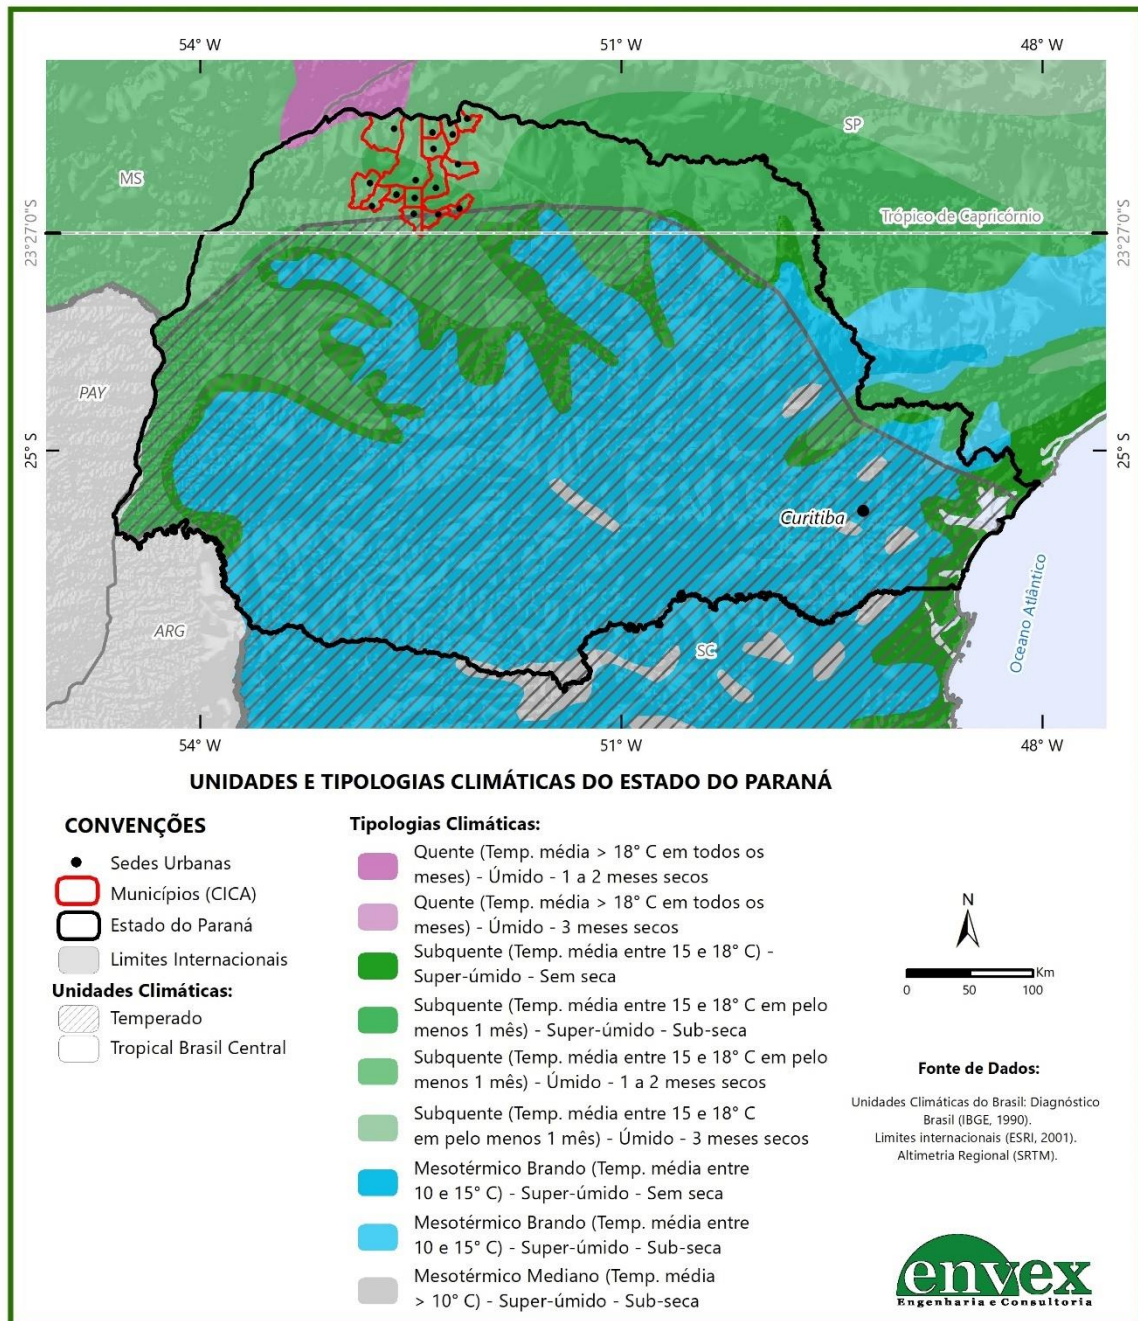 54° W
51° W
48° W
SP
MS
Trópico de Capricórnio
23°27'0"S
23°27'0"S
PAY
25° S
25° S
Curitiba
Oceano Atlântico
ARG
SC
54° W
51° W
48° W
UNIDADES E TIPOLOGIAS CLIMÁTICAS DO ESTADO DO PARANÁ
CONVENÇÕES
Sedes Urbanas
Municípios (CICA)
Estado do Paraná
Limites Internacionais
Unidades Climáticas:
Temperado
Tropical Brasil Central
Tipologias Climáticas:
Quente (Temp. média > 18° C em todos os
meses) - Úmido - 1 a 2 meses secos
Quente (Temp. média > 18° C em todos os
meses) - Úmido - 3 meses secos
Subquente (Temp. média entre 15 e 18° C) -
Super-úmido - Sem seca
Subquente (Temp. média entre 15 e 18° C em pelo
menos 1 mês) - Super-úmido - Sub-seca
Subquente (Temp. média entre 15 e 18° C em pelo
menos 1 mês) - Úmido - 1 a 2 meses secos
Subquente (Temp. média entre 15 e 18° C
em pelo menos 1 mês) - Úmido - 3 meses secos
Mesotérmico Brando (Temp. média entre
10 e 15° C) - Super-úmido - Sem seca
Mesotérmico Brando (Temp. média entre
10 e 15° C) - Super-úmido - Sub-seca
Mesotérmico Mediano (Temp. média
> 10° C) - Super-úmido - Sub-seca
N
Km
0 50 100
Fonte de Dados:
Unidades Climáticas do Brasil: Diagnóstico
Brasil (IBGE, 1990).
Limites internacionais (ESRI, 2001).
Altimetria Regional (SRTM).
envex
Engenharia e Consultoria